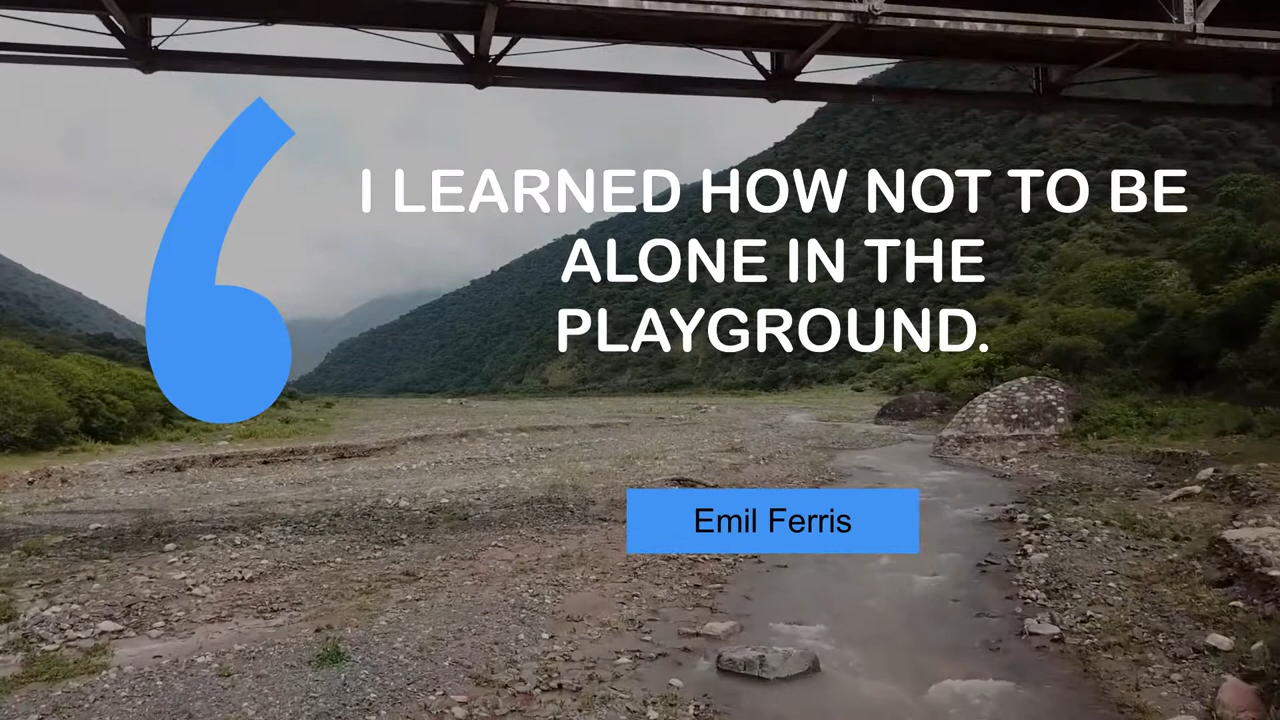 I LEARNED HOW NOT TO BE
ALONE IN THE
PLAYGROUND.
Emil Ferris